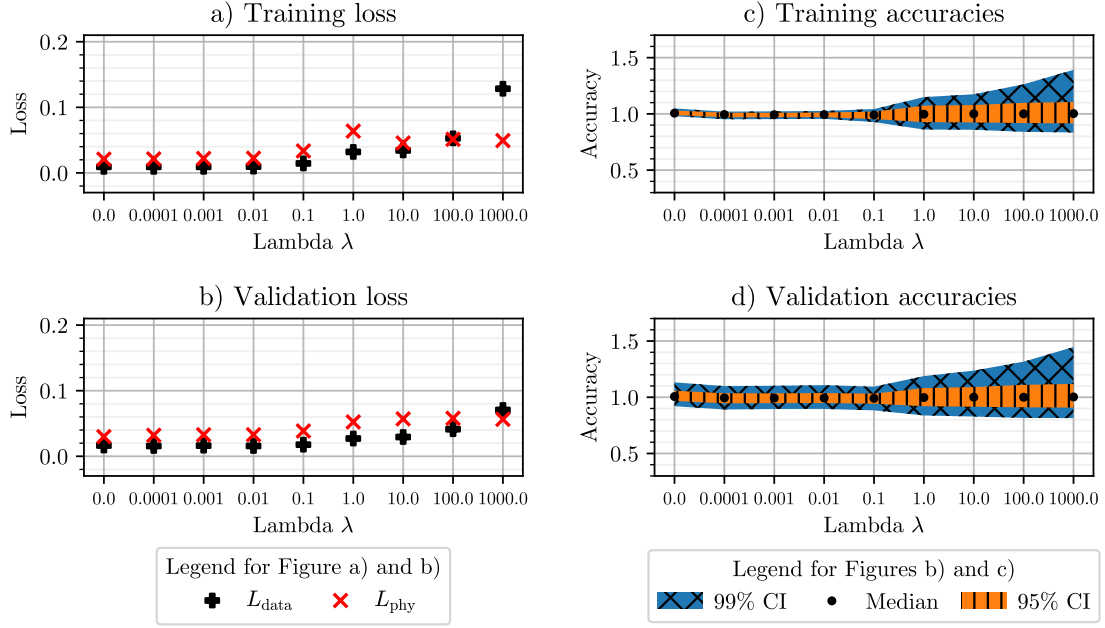 a) Training loss
0.2
0.1
0.0
Loss
0.0 0.0001 0.001 0.01 0.1 1.0 10.0 100.0 1000.0
Lambda λ
b) Validation loss
0.2
0.1
0.0
Loss
0.0 0.0001 0.001 0.01 0.1 1.0 10.0 100.0 1000.0
Lambda λ
Legend for Figure a) and b)
L_data L_phy
c) Training accuracies
1.5
1.0
0.5
Accuracy
0.0 0.0001 0.001 0.01 0.1 1.0 10.0 100.0 1000.0
Lambda λ
d) Validation accuracies
1.5
1.0
0.5
Accuracy
0.0 0.0001 0.001 0.01 0.1 1.0 10.0 100.0 1000.0
Lambda λ
Legend for Figures b) and c)
99% CI Median 95% CI